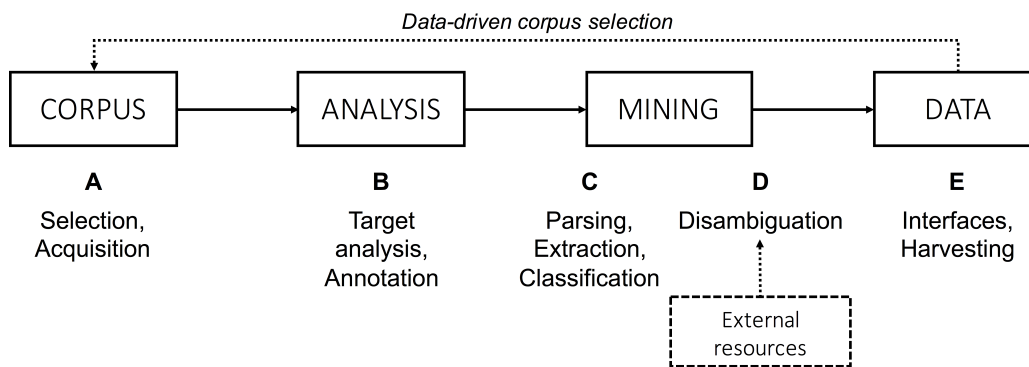 Data-driven corpus selection
CORPUS
ANALYSIS
MINING
DATA
A
B
C
D
E
Selection,
Acquisition
Target
analysis,
Annotation
Parsing,
Extraction,
Classification
Disambiguation
Interfaces,
Harvesting
External
resources